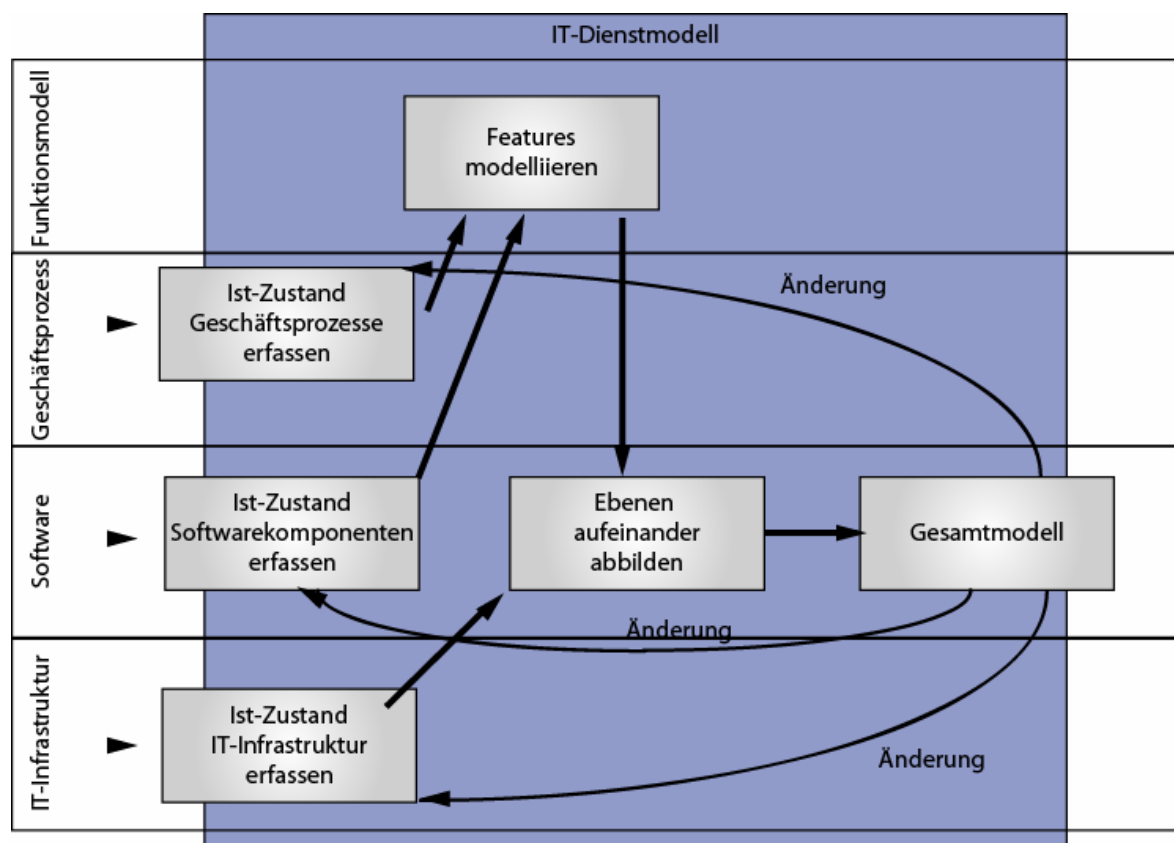 IT-Dienstmodell
Funktionsmodell
Features
modelliieren
Geschäftsprozess
Ist-Zustand
Geschäftsprozesse
erfassen
Änderung
Software
Ist-Zustand
Softwarekomponenten
erfassen
Ebenen
aufeinander
abbilden
Gesamtmodell
Änderung
IT-Infrastruktur
Ist-Zustand
IT-Infrastruktur
erfassen
Änderung